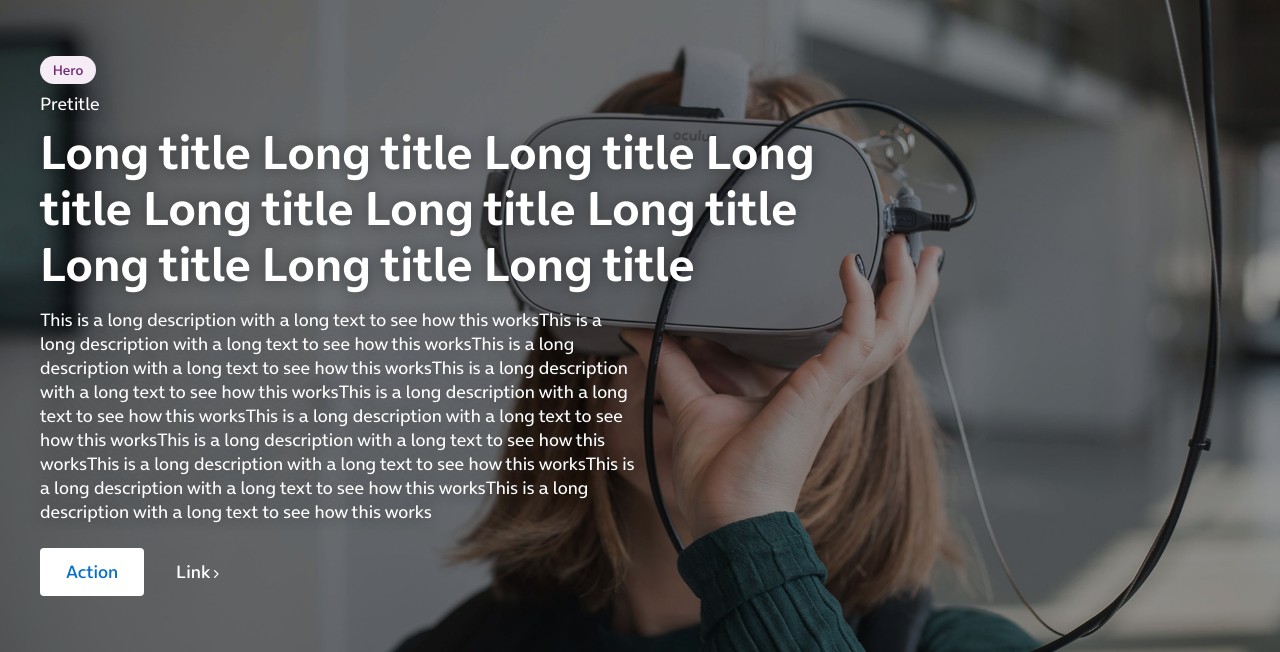 Hero
Pretitle
Long title Long title Long title Long
title Long title Long title Long title
Long title Long title Long title
This is a long description with a long text to see how this worksThis is a
long description with a long text to see how this worksThis is a long
description with a long text to see how this worksThis is a long description
with a long text to see how this worksThis is a long description with a long
text to see how this worksThis is a long description with a long text to see
how this worksThis is a long description with a long text to see how this
worksThis is a long description with a long text to see how this worksThis is
a long description with a long text to see how this worksThis is a long
description with a long text to see how this works
Action
Link ›